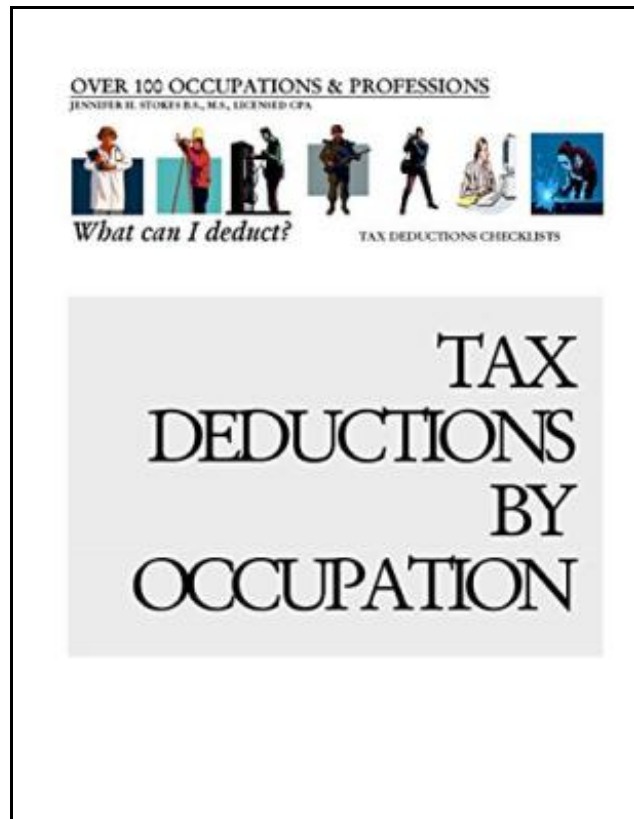 OVER 100 OCCUPATIONS & PROFESSIONS
JENNIFER H. STOKES B.S., M.S., LICENSED CPA
What can I deduct?
TAX DEDUCTIONS CHECKLISTS
TAX
DEDUCTIONS
BY
OCCUPATION